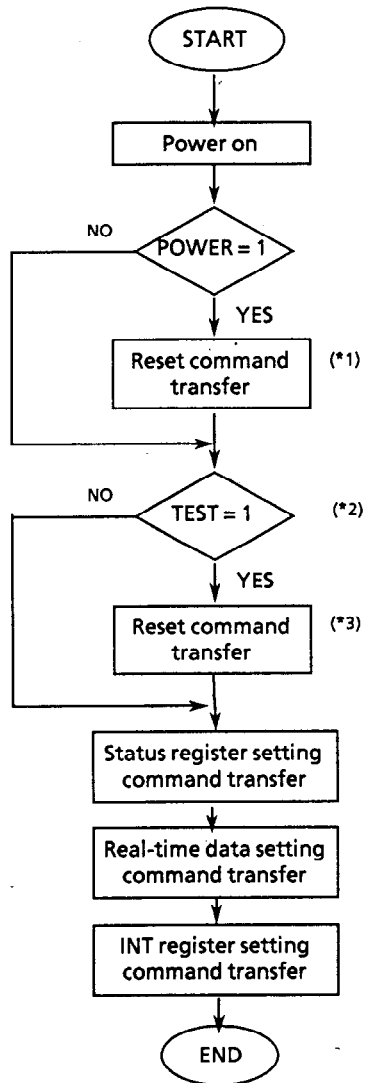 START
Power on
NO
POWER = 1
YES
Reset command
transfer
(*1)
NO
TEST = 1
(*2)
YES
Reset command
transfer
(*3)
Status register setting
command transfer
Real-time data setting
command transfer
INT register setting
command transfer
END